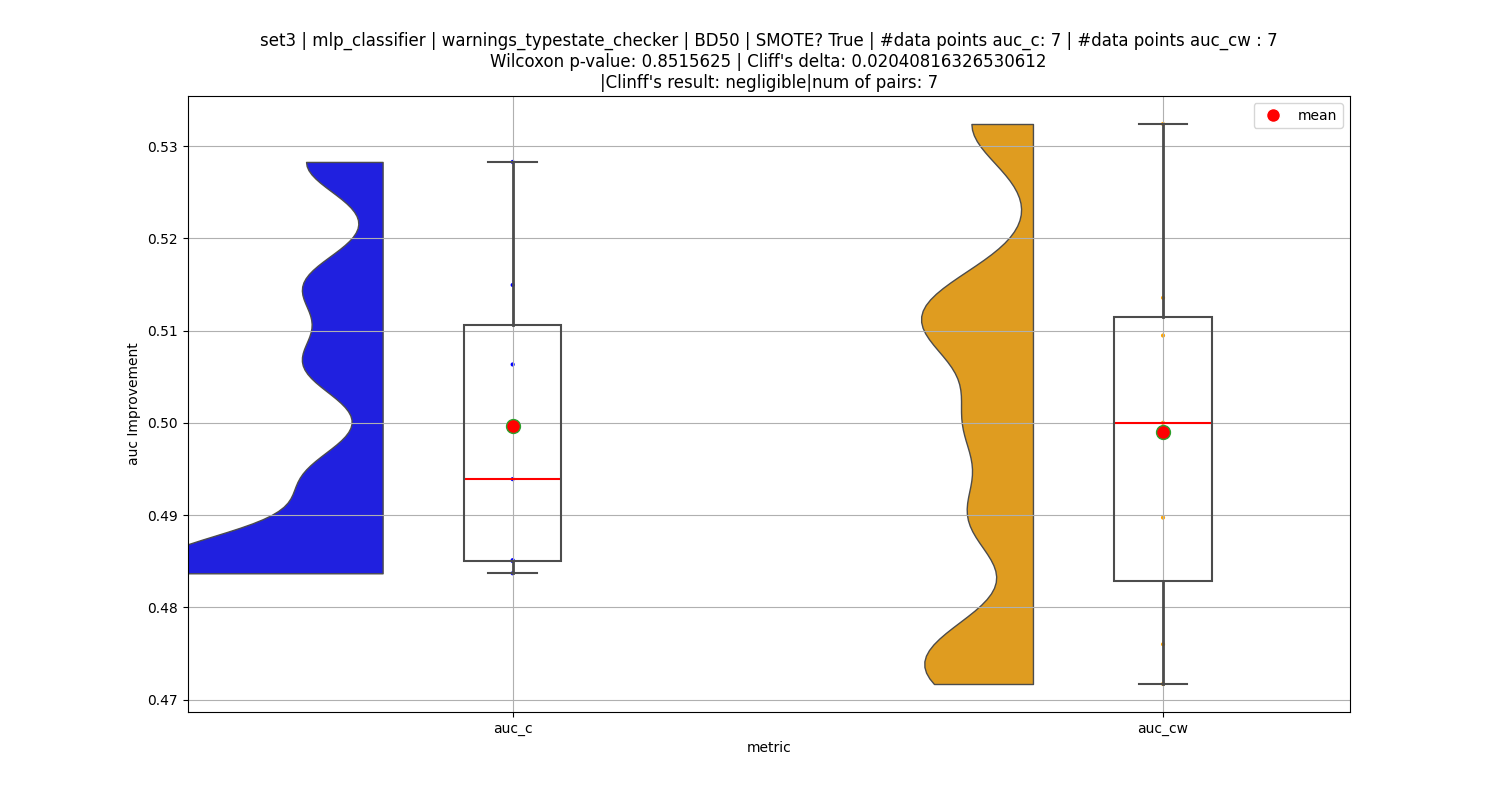 set3 | mlp_classifier | warnings_typestate_checker | BD50 | SMOTE? True | #data points auc_c: 7 | #data points auc_cw : 7
Wilcoxon p-value: 0.8515625 | Cliff's delta: 0.02040816326530612
|Clinff's result: negligible|num of pairs: 7
mean
0.53
0.52
0.51
0.50
0.49
0.48
0.47
auc Improvement
auc_c
auc_cw
metric